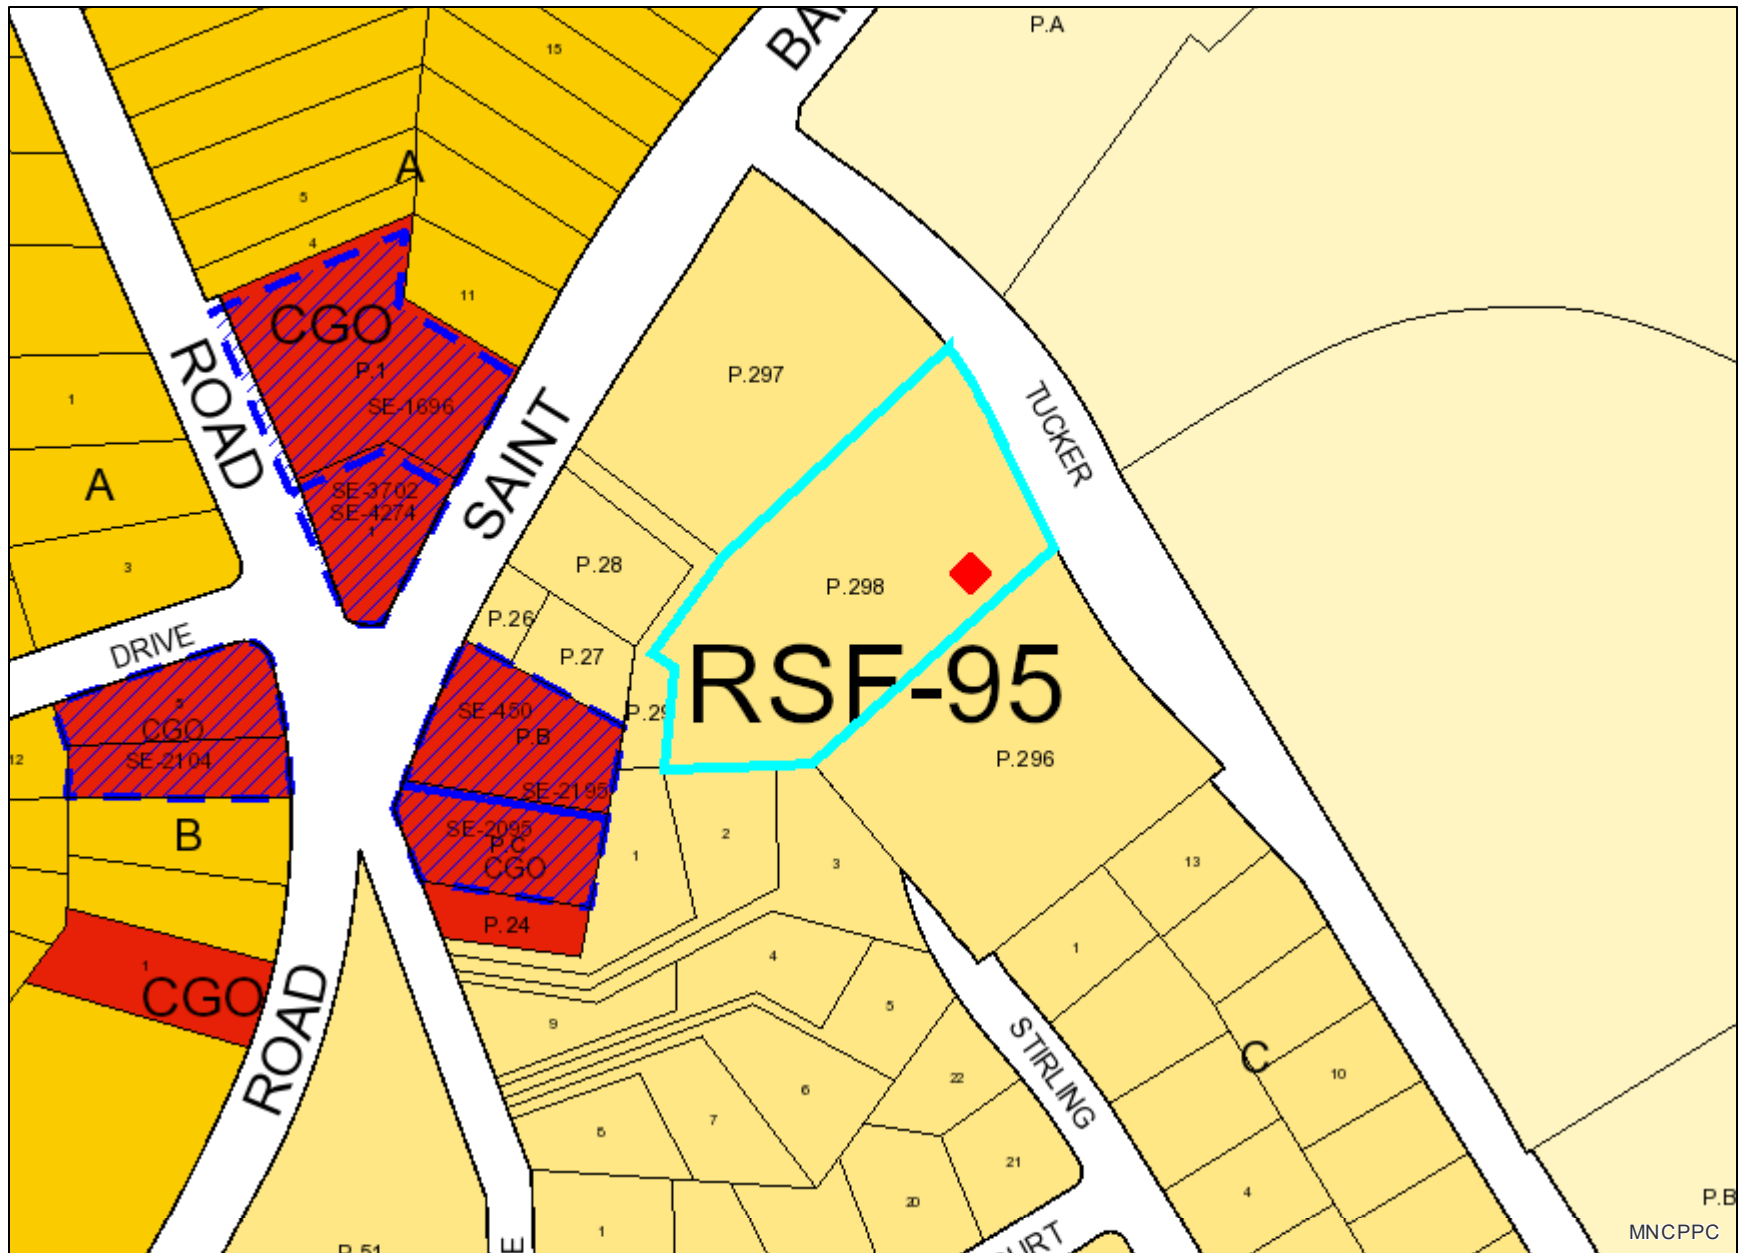 P.A
BA
15
A
5
4
11
CGO
P.1
SE-1696
ROAD
SAINT
P.297
TUCKER
1
A
SE-3702
SE-4274
1
3
P.28
P.298
P.26
P.27
DRIVE
RSF-95
P.29
SE-450
P.B
5
CGO
SE-2104
12
P.296
SE-2195
SE-2095
P.C
CGO
B
1
2
3
13
P.24
1
CGO
4
1
5
9
ROAD
STIRLING
C
10
22
6
7
21
4
20
P.B
1
MNCPPC
P.51
E
URT